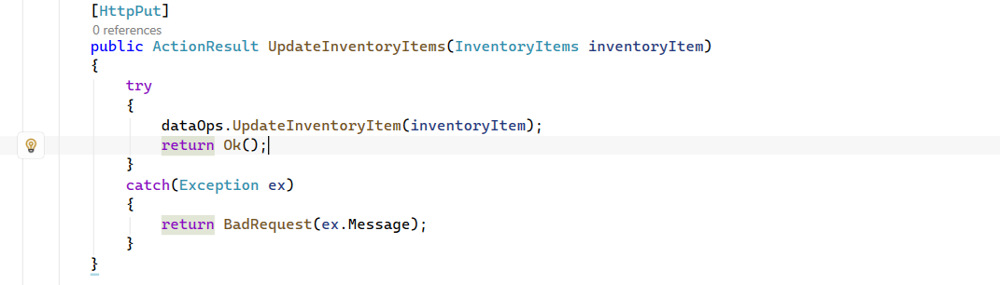 [HttpPut]
0 references
public ActionResult UpdateInventoryItems(InventoryItems inventoryItem)
{
try
{
dataOps.UpdateInventoryItem(inventoryItem);
return Ok();
}
catch(Exception ex)
{
return BadRequest(ex.Message);
}
}